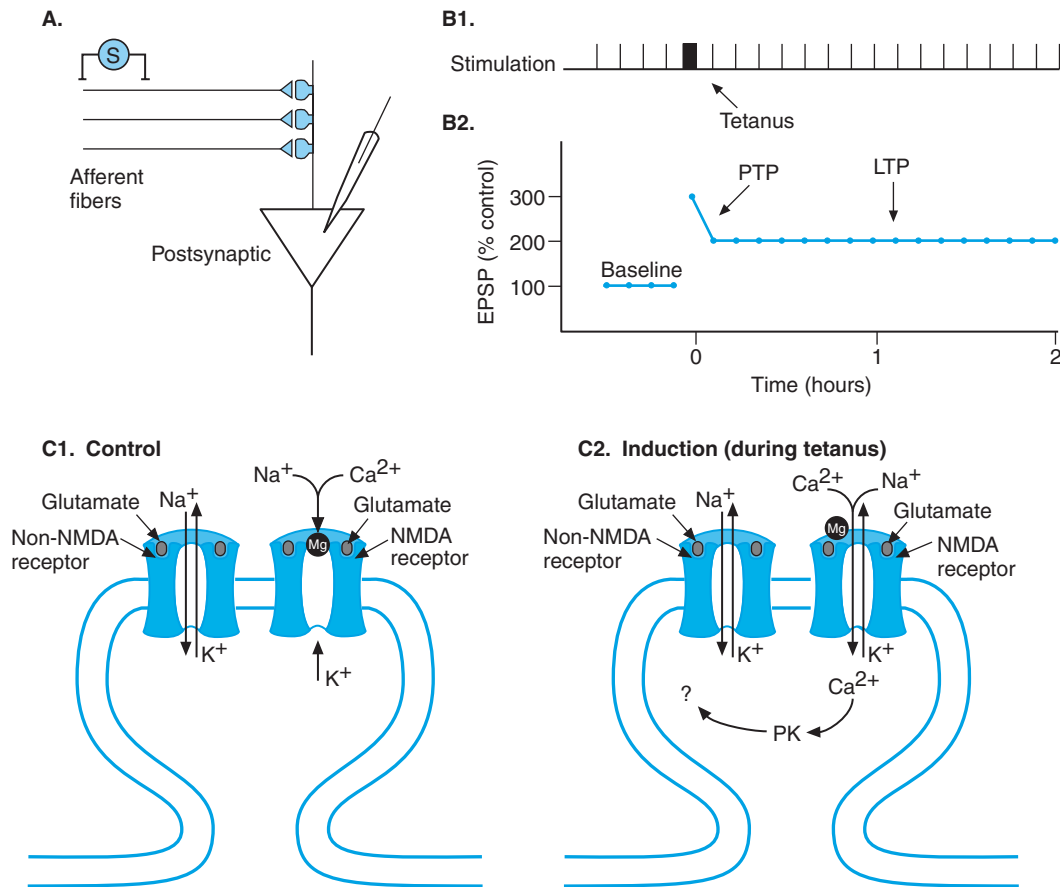 A.
S
Afferent
fibers
Postsynaptic
B1.
Stimulation
Tetanus
B2.
EPSP (% control)
300
200
100
Baseline
PTP
LTP
0
1
2
Time (hours)
C1. Control
Na⁺
Ca²⁺
Glutamate
Na⁺
Glutamate
Non-NMDA
receptor
Mg
NMDA
receptor
K⁺
K⁺
C2. Induction (during tetanus)
Ca²⁺
Na⁺
Glutamate
Na⁺
Mg
Glutamate
Non-NMDA
receptor
NMDA
receptor
K⁺
K⁺
Ca²⁺
?
PK